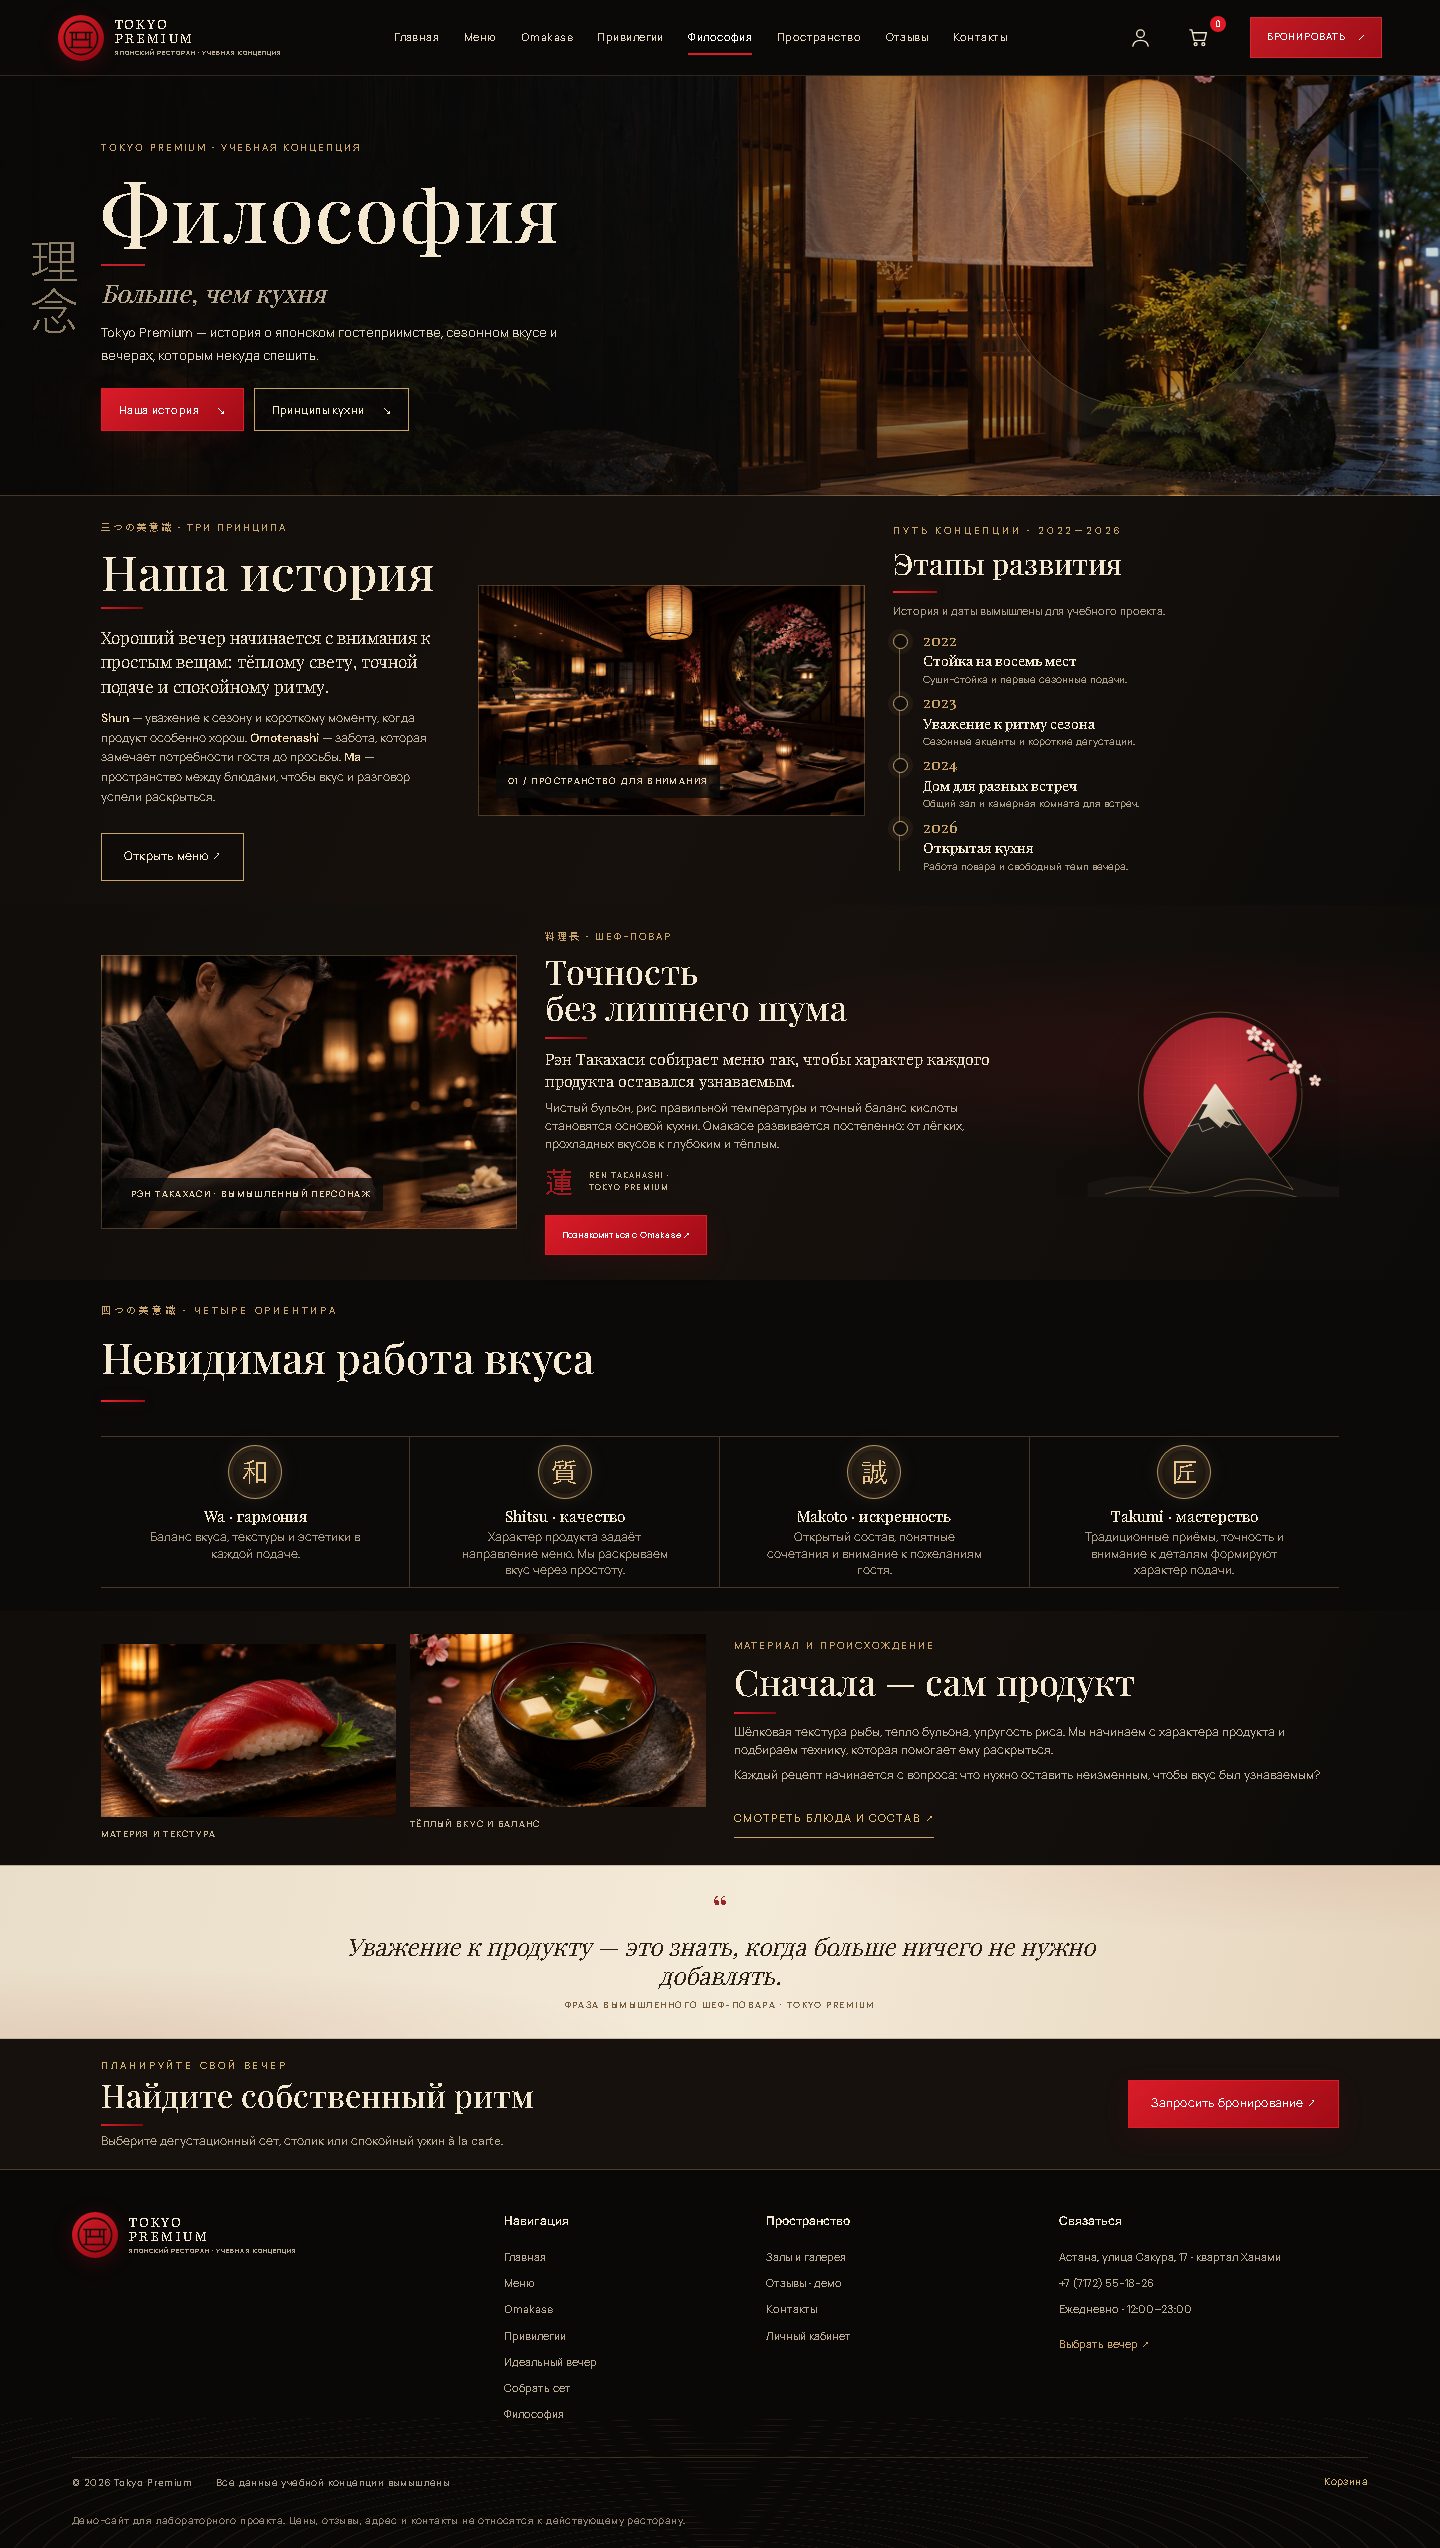 TOKYO
PREMIUM
ЯПОНСКИЙ РЕСТОРАН · УЧЕБНАЯ КОНЦЕПЦИЯ
Главная
Меню
Omakase
Привилегии
Философия
Пространство
Отзывы
Контакты
0
БРОНИРОВАТЬ ↗
TOKYO PREMIUM · УЧЕБНАЯ КОНЦЕПЦИЯ
理念
Философия
Больше, чем кухня
Tokyo Premium — история о японском гостеприимстве, сезонном вкусе и
вечерах, которым некуда спешить.
Наша история ↘
Принципы кухни ↘
三つの美意識 · ТРИ ПРИНЦИПА
Наша история
Хороший вечер начинается с внимания к
простым вещам: тёплому свету, точной
подаче и спокойному ритму.
Shun — уважение к сезону и короткому моменту, когда
продукт особенно хорош. Omotenashi — забота, которая
замечает потребности гостя до просьбы. Ma —
пространство между блюдами, чтобы вкус и разговор
успели раскрыться.
Открыть меню ↗
01 / ПРОСТРАНСТВО ДЛЯ ВНИМАНИЯ
ПУТЬ КОНЦЕПЦИИ · 2022—2026
Этапы развития
История и даты вымышлены для учебного проекта.
2022
Стойка на восемь мест
Суши-стойка и первые сезонные подачи.
2023
Уважение к ритму сезона
Сезонные акценты и короткие дегустации.
2024
Дом для разных встреч
Общий зал и камерная комната для встреч.
2026
Открытая кухня
Работа повара и свободный темп вечера.
РЭН ТАКАХАСИ · ВЫМЫШЛЕННЫЙ ПЕРСОНАЖ
料理長 · ШЕФ-ПОВАР
Точность
без лишнего шума
Рэн Такахаси собирает меню так, чтобы характер каждого
продукта оставался узнаваемым.
Чистый бульон, рис правильной температуры и точный баланс кислоты
становятся основой кухни. Омакасе развивается постепенно: от лёгких,
прохладных вкусов к глубоким и тёплым.
蓮
REN TAKAHASHI ·
TOKYO PREMIUM
Познакомиться с Omakase ↗
四つの美意識 · ЧЕТЫРЕ ОРИЕНТИРА
Невидимая работа вкуса
和
Wa · гармония
Баланс вкуса, текстуры и эстетики в
каждой подаче.
質
Shitsu · качество
Характер продукта задаёт
направление меню. Мы раскрываем
вкус через простоту.
誠
Makoto · искренность
Открытый состав, понятные
сочетания и внимание к пожеланиям
гостя.
匠
Takumi · мастерство
Традиционные приёмы, точность и
внимание к деталям формируют
характер подачи.
МАТЕРИЯ И ТЕКСТУРА
ТЁПЛЫЙ ВКУС И БАЛАНС
МАТЕРИАЛ И ПРОИСХОЖДЕНИЕ
Сначала — сам продукт
Шёлковая текстура рыбы, тепло бульона, упругость риса. Мы начинаем с характера продукта и
подбираем технику, которая помогает ему раскрыться.
Каждый рецепт начинается с вопроса: что нужно оставить неизменным, чтобы вкус был узнаваемым?
СМОТРЕТЬ БЛЮДА И СОСТАВ ↗
“
Уважение к продукту — это знать, когда больше ничего не нужно
добавлять.
ФРАЗА ВЫМЫШЛЕННОГО ШЕФ-ПОВАРА · TOKYO PREMIUM
ПЛАНИРУЙТЕ СВОЙ ВЕЧЕР
Найдите собственный ритм
Выберите дегустационный сет, столик или спокойный ужин à la carte.
Запросить бронирование ↗
TOKYO
PREMIUM
ЯПОНСКИЙ РЕСТОРАН · УЧЕБНАЯ КОНЦЕПЦИЯ
Навигация
Главная
Меню
Omakase
Привилегии
Идеальный вечер
Собрать сет
Философия
Пространство
Залы и галерея
Отзывы · демо
Контакты
Личный кабинет
Связаться
Астана, улица Сакура, 17 · квартал Ханами
+7 (7172) 55-18-26
Ежедневно · 12:00–23:00
Выбрать вечер ↗
© 2026 Tokyo Premium
Все данные учебной концепции вымышлены
Корзина
Демо-сайт для лабораторного проекта. Цены, отзывы, адрес и контакты не относятся к действующему ресторану.